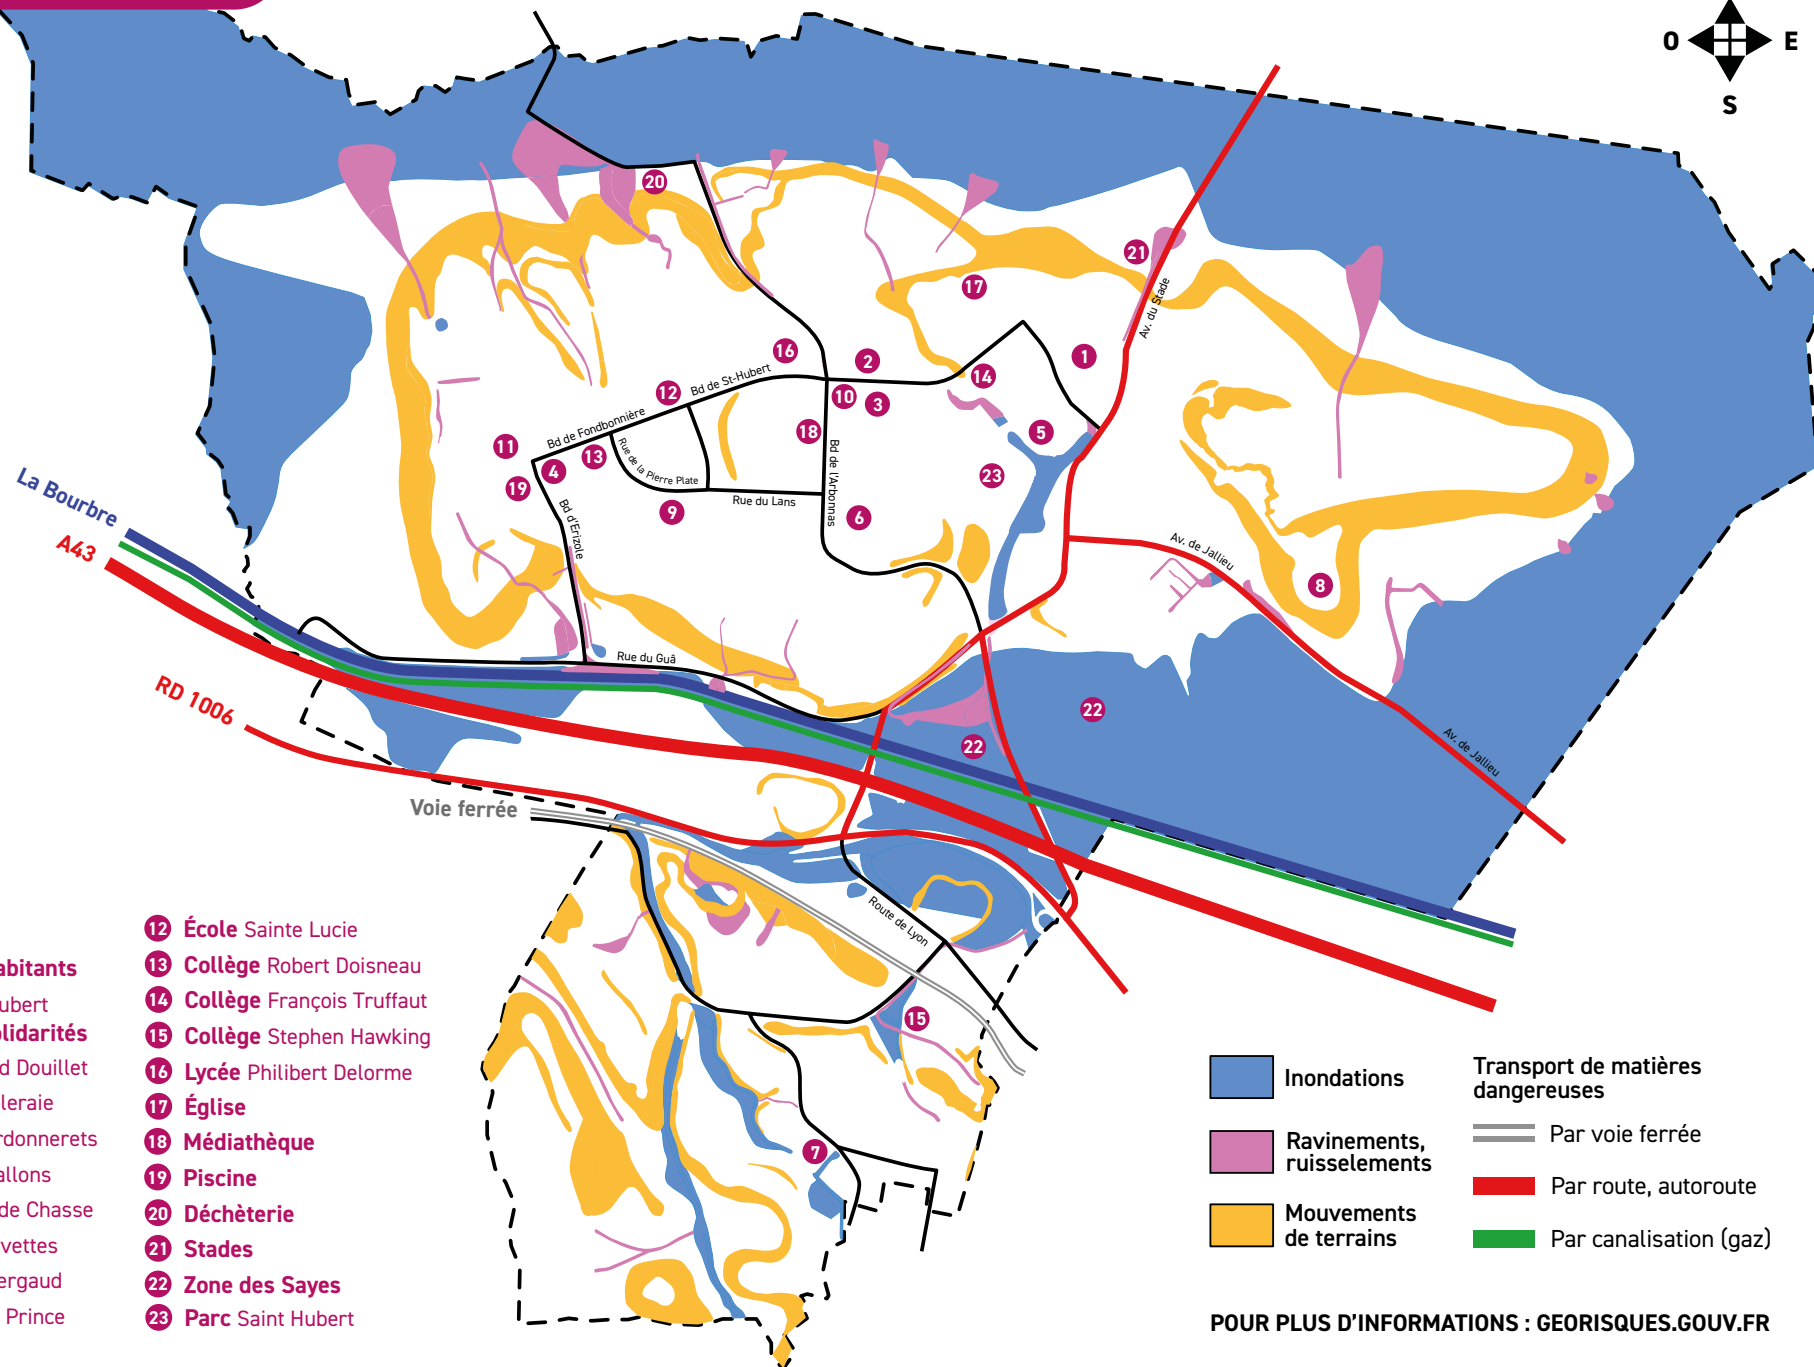 O
E
S
20
21
17
16
2
1
12
Bd de St-Hubert
14
10
3
Av. du Stade
Bd de Fondbonnière
18
5
11
4
13
Rue de la Pierre Plate
Bd de l'Arbonnas
23
19
Rue du Lans
9
6
Bd d'Erizole
La Bourbre
A43
Av. de Jallieu
8
Rue du Guâ
RD 1006
22
22
Av. de Jallieu
Voie ferrée
Route de Lyon
15
7
abitants
ubert
olidarités
d Douillet
leraie
rdonnerets
allons
de Chasse
vettes
ergaud
Prince
12 École Sainte Lucie
13 Collège Robert Doisneau
14 Collège François Truffaut
15 Collège Stephen Hawking
16 Lycée Philibert Delorme
17 Église
18 Médiathèque
19 Piscine
20 Déchèterie
21 Stades
22 Zone des Sayes
23 Parc Saint Hubert
Inondations
Ravinements,
ruisselements
Mouvements
de terrains
Transport de matières
dangereuses
Par voie ferrée
Par route, autoroute
Par canalisation (gaz)
POUR PLUS D'INFORMATIONS : GEORISQUES.GOUV.FR